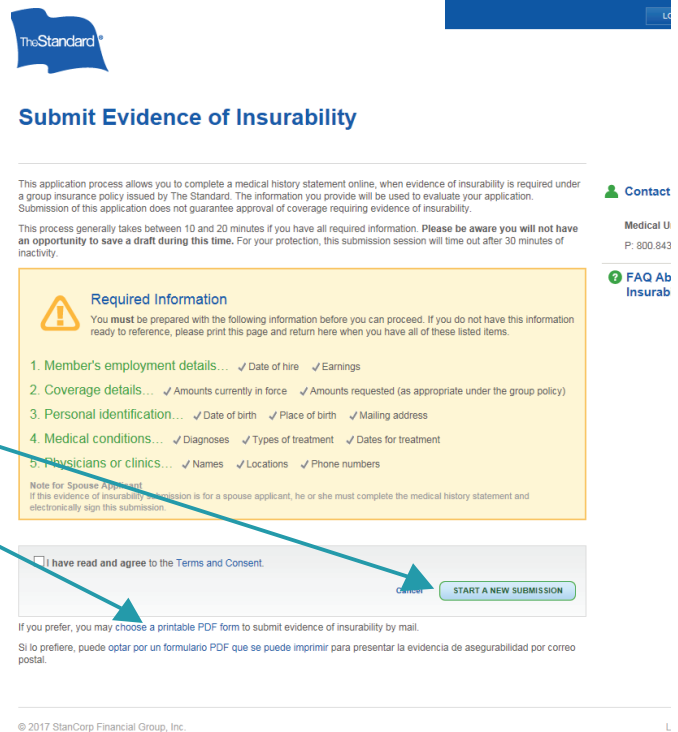 TheStandard®
Submit Evidence of Insurability
This application process allows you to complete a medical history statement online, when evidence of insurability is required under
a group insurance policy issued by The Standard. The information you provide will be used to evaluate your application.
Submission of this application does not guarantee approval of coverage requiring evidence of insurability.
This process generally takes between 10 and 20 minutes if you have all required information. Please be aware you will not have
an opportunity to save a draft during this time. For your protection, this submission session will time out after 30 minutes of
inactivity.
Required Information
You must be prepared with the following information before you can proceed. If you do not have this information
ready to reference, please print this page and return here when you have all of these listed items.
1. Member's employment details... ✓ Date of hire ✓ Earnings
2. Coverage details... ✓ Amounts currently in force ✓ Amounts requested (as appropriate under the group policy)
3. Personal identification... ✓ Date of birth ✓ Place of birth ✓ Mailing address
4. Medical conditions... ✓ Diagnoses ✓ Types of treatment ✓ Dates for treatment
5. Physicians or clinics... ✓ Names ✓ Locations ✓ Phone numbers
Note for Spouse Applicant
If this evidence of insurability submission is for a spouse applicant, he or she must complete the medical history statement and
electronically sign this submission.
I have read and agree to the Terms and Consent.
Cancel START A NEW SUBMISSION
If you prefer, you may choose a printable PDF form to submit evidence of insurability by mail.
Si lo prefiere, puede optar por un formulario PDF que se puede imprimir para presentar la evidencia de asegurabilidad por correo
postal.
Contact
Medical
P: 800.843
FAQ
© 2017 StanCorp Financial Group, Inc.